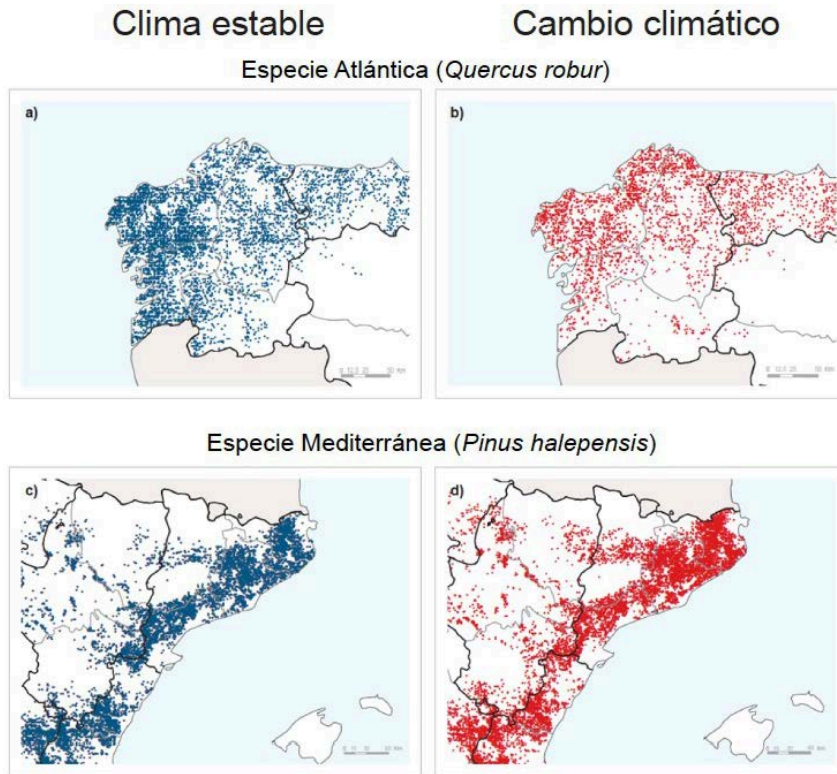 Clima estable
Cambio climático
Especie Atlántica (Quercus robur)
a)
b)
Especie Mediterránea (Pinus halepensis)
c)
d)